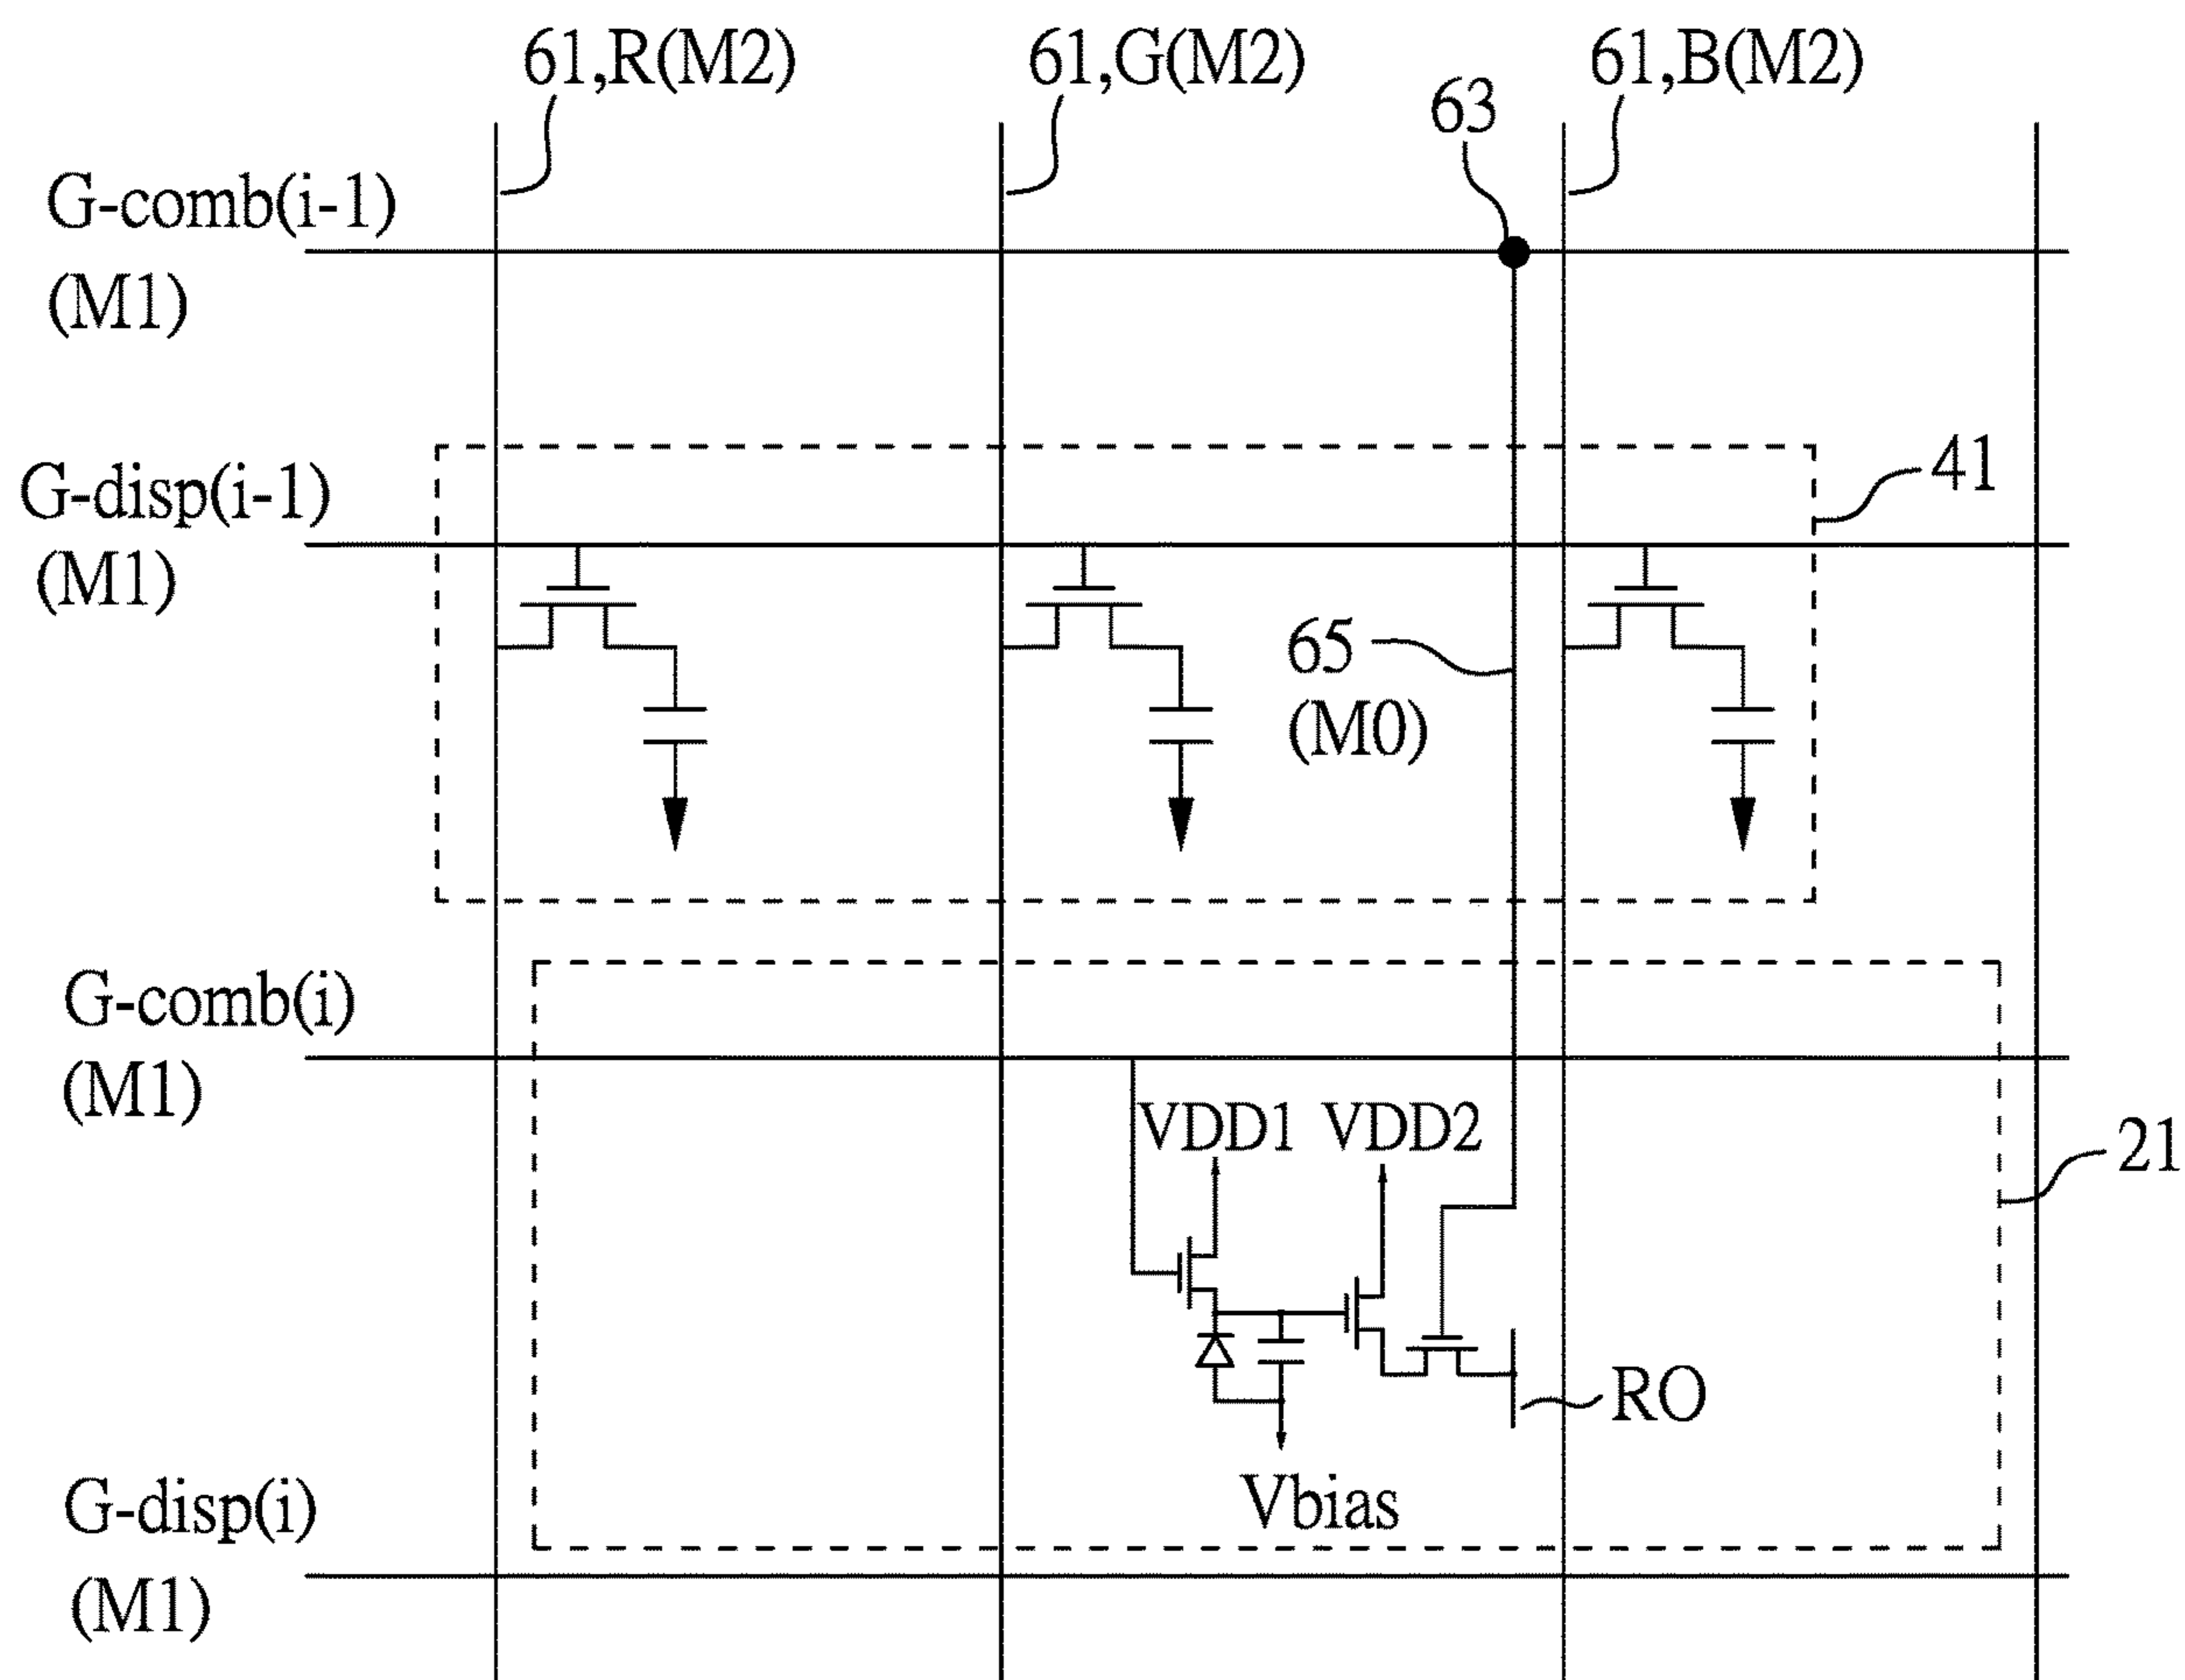 61,R(M2)
61,G(M2)
61,B(M2)
63
G-comb(i-1)
(M1)
41
G-disp(i-1)
(M1)
65
(M0)
G-comb(i)
(M1)
VDD1
VDD2
21
RO
Vbias
G-disp(i)
(M1)